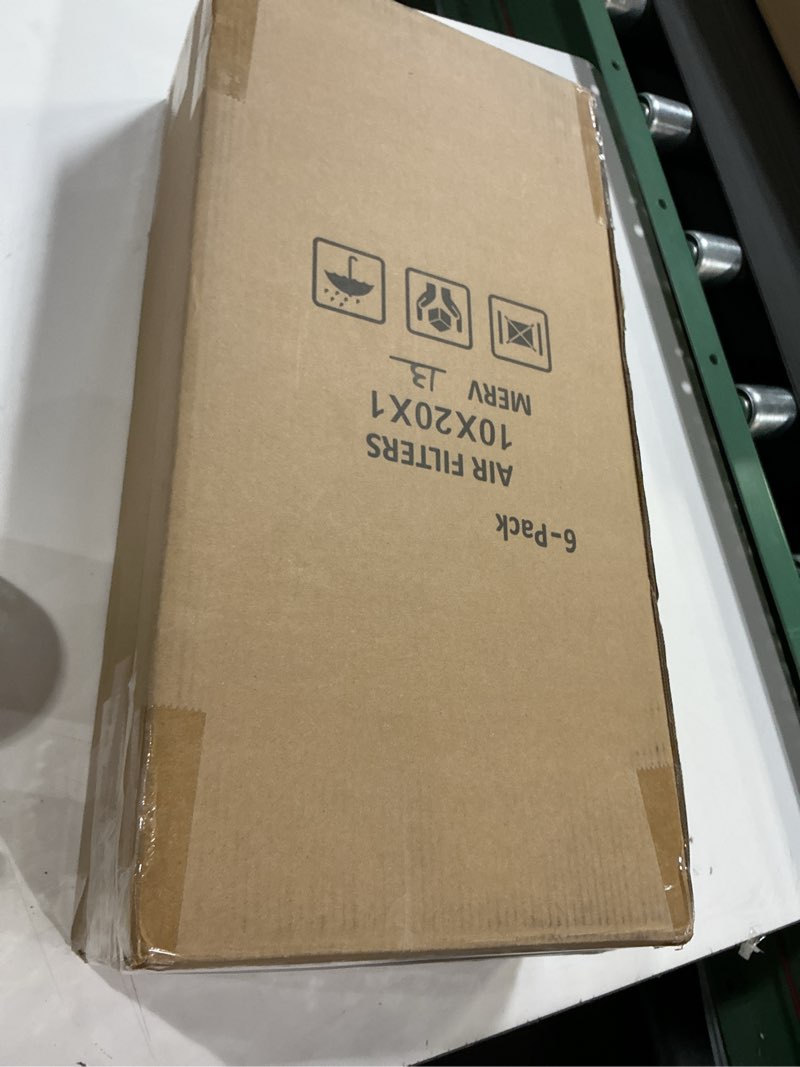 6-Pack
AIR FILTERS
10X20X1
MERV 13